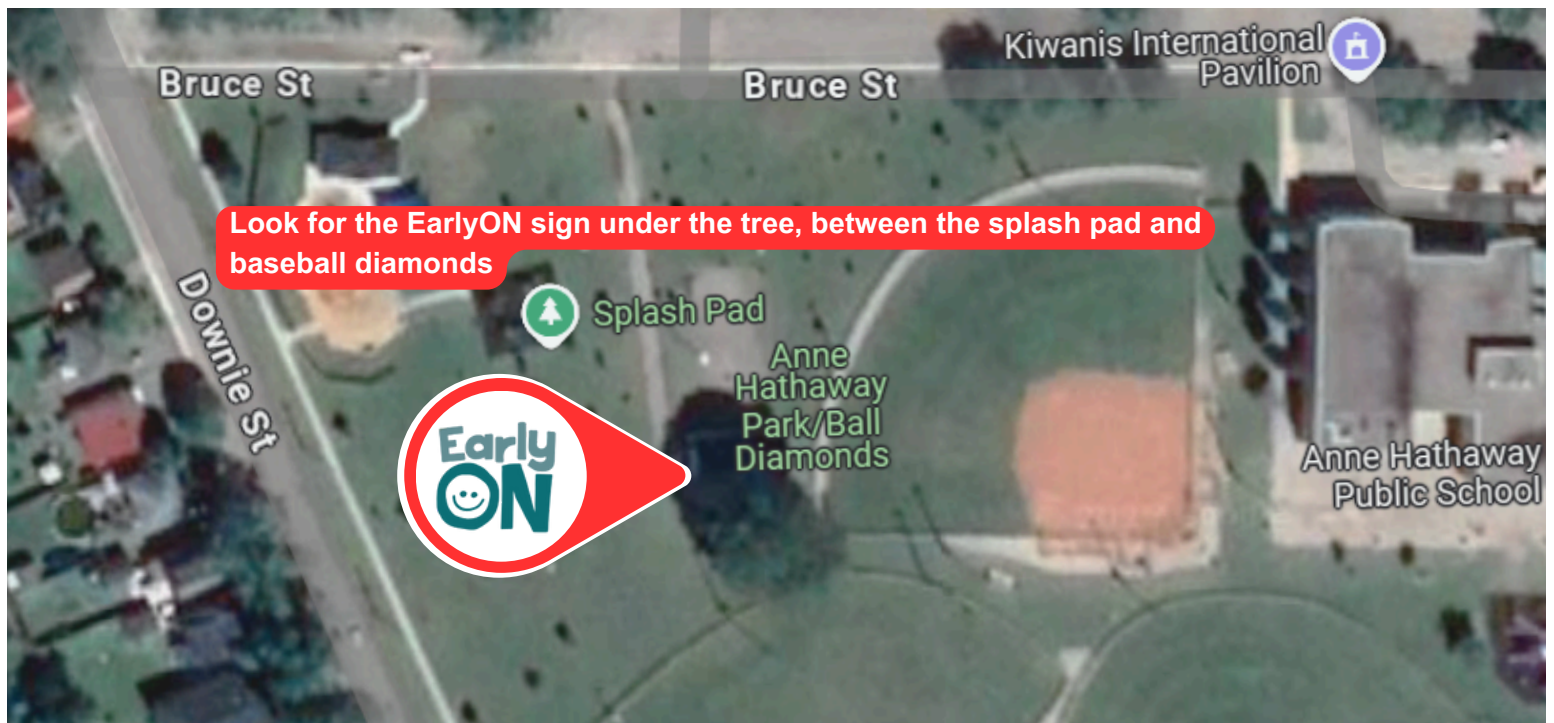 Kiwanis International
Pavilion
Bruce St
Bruce St
Look for the EarlyON sign under the tree, between the splash pad and
baseball diamonds
Downie St
Splash Pad
Anne
Hathaway
Park/Ball
Diamonds
Early
ON
Anne Hathaway
Public School